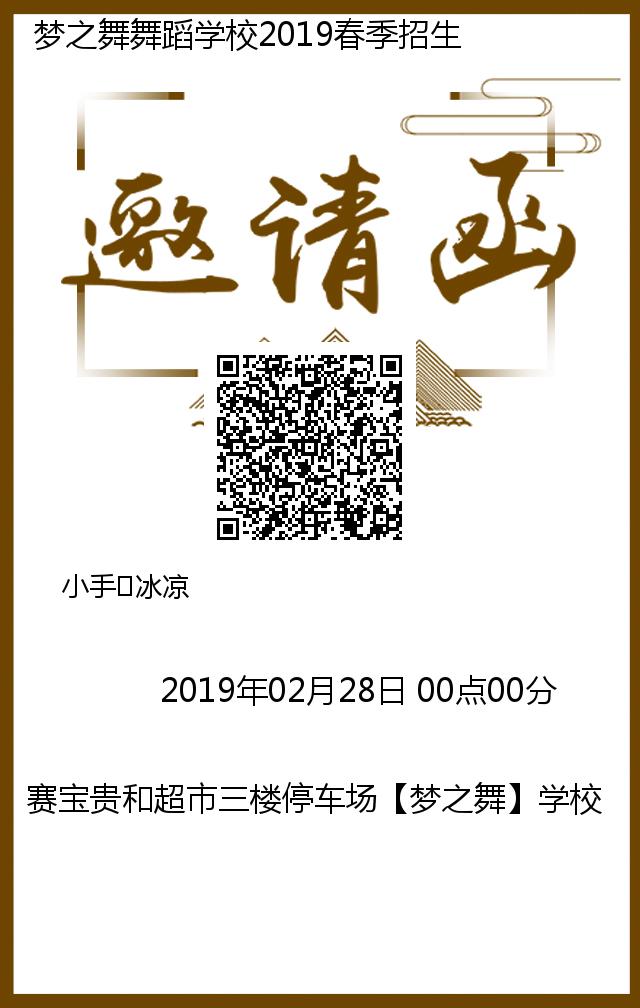 梦之舞舞蹈学校2019春季招生
邀请函
小手▯冰凉
2019年02月28日 00点00分
赛宝贵和超市三楼停车场【梦之舞】学校